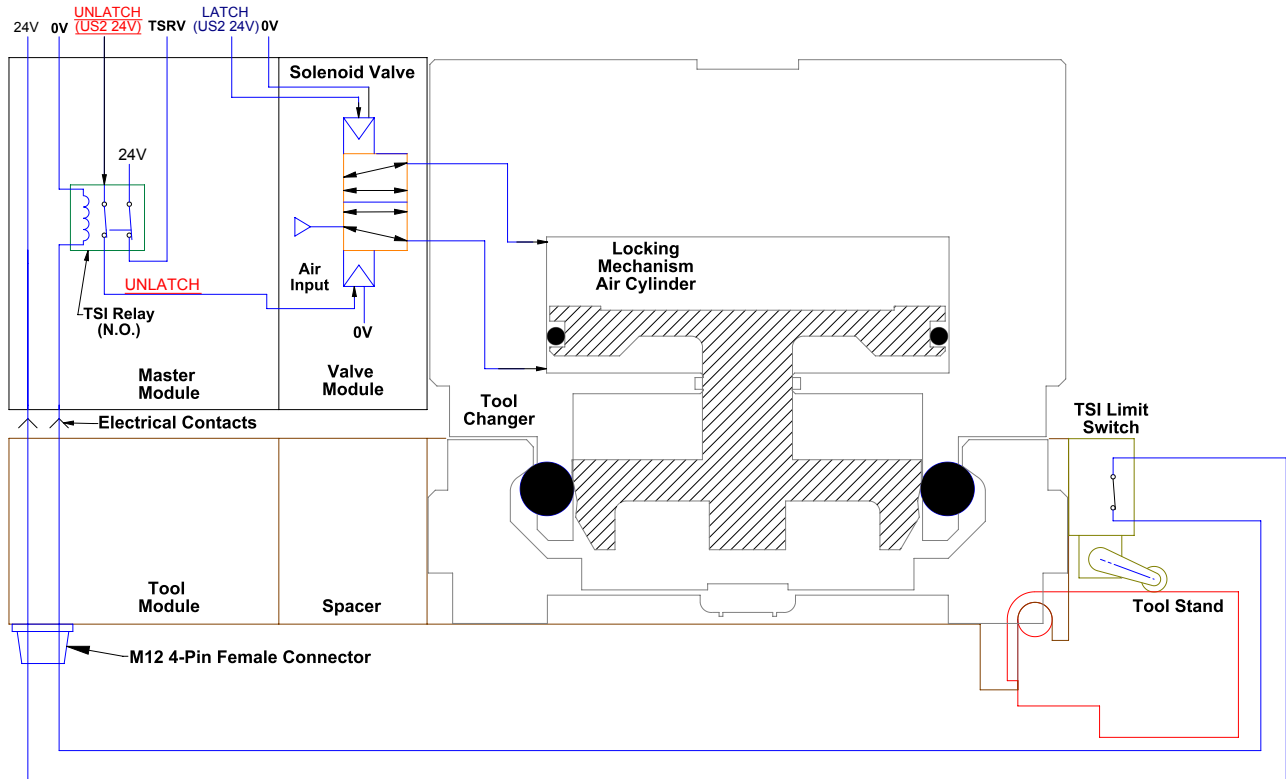 24V
0V
UNLATCH
(US2 24V)
TSRV
LATCH
(US2 24V)
0V
Solenoid Valve
24V
Air
Input
UNLATCH
TSI Relay
(N.O.)
0V
Master
Module
Valve
Module
Locking
Mechanism
Air Cylinder
Tool
Changer
TSI Limit
Switch
Electrical Contacts
Tool
Module
Spacer
Tool Stand
M12 4-Pin Female Connector